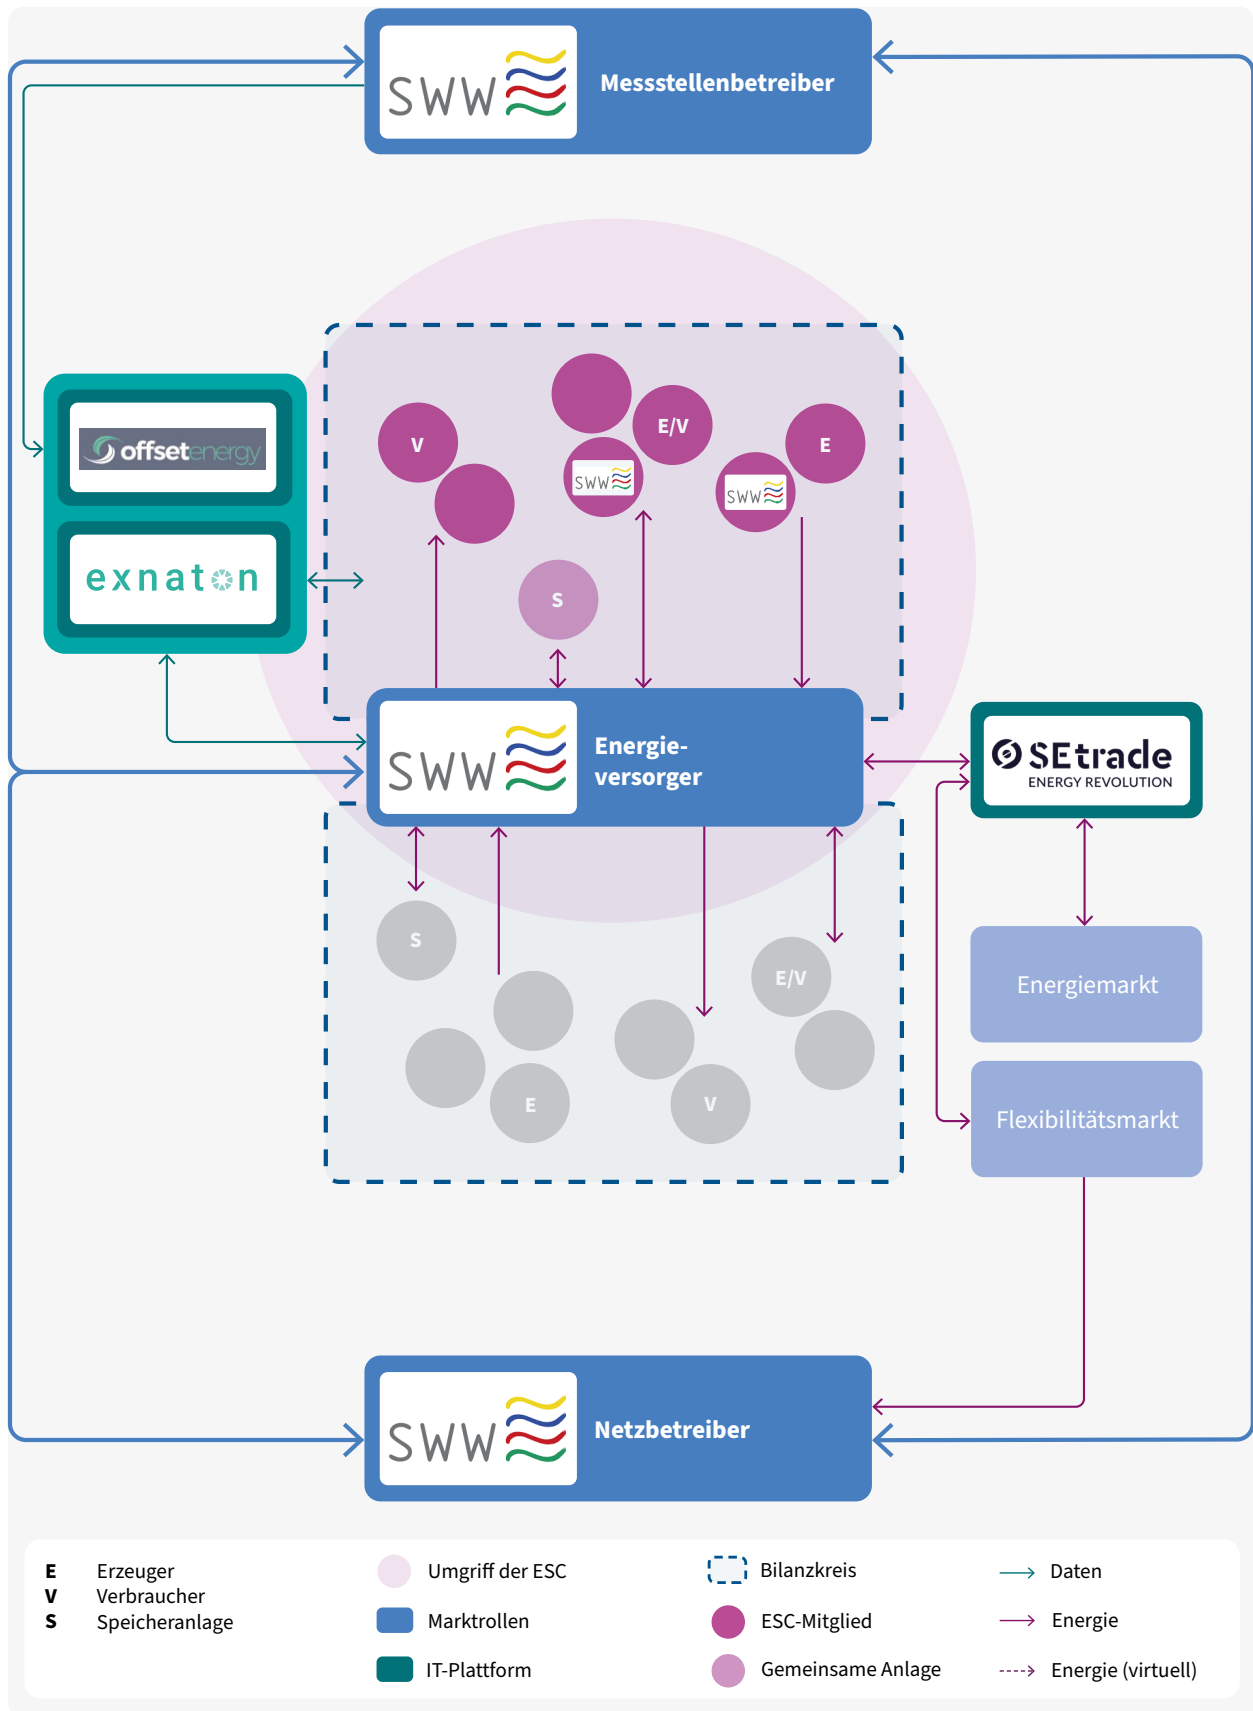 SWW
Messstellenbetreiber
offsetenergy
exnaton
V
E/V
E
SWW
SWW
S
SWW
Energie-
versorger
SEtrade
ENERGY REVOLUTION
S
E/V
E
V
Energiemarkt
Flexibilitätsmarkt
SWW
Netzbetreiber
E Erzeuger
V Verbraucher
S Speicheranlage
Umgriff der ESC
Marktrollen
IT-Plattform
Bilanzkreis
ESC-Mitglied
Gemeinsame Anlage
Daten
Energie
Energie (virtuell)